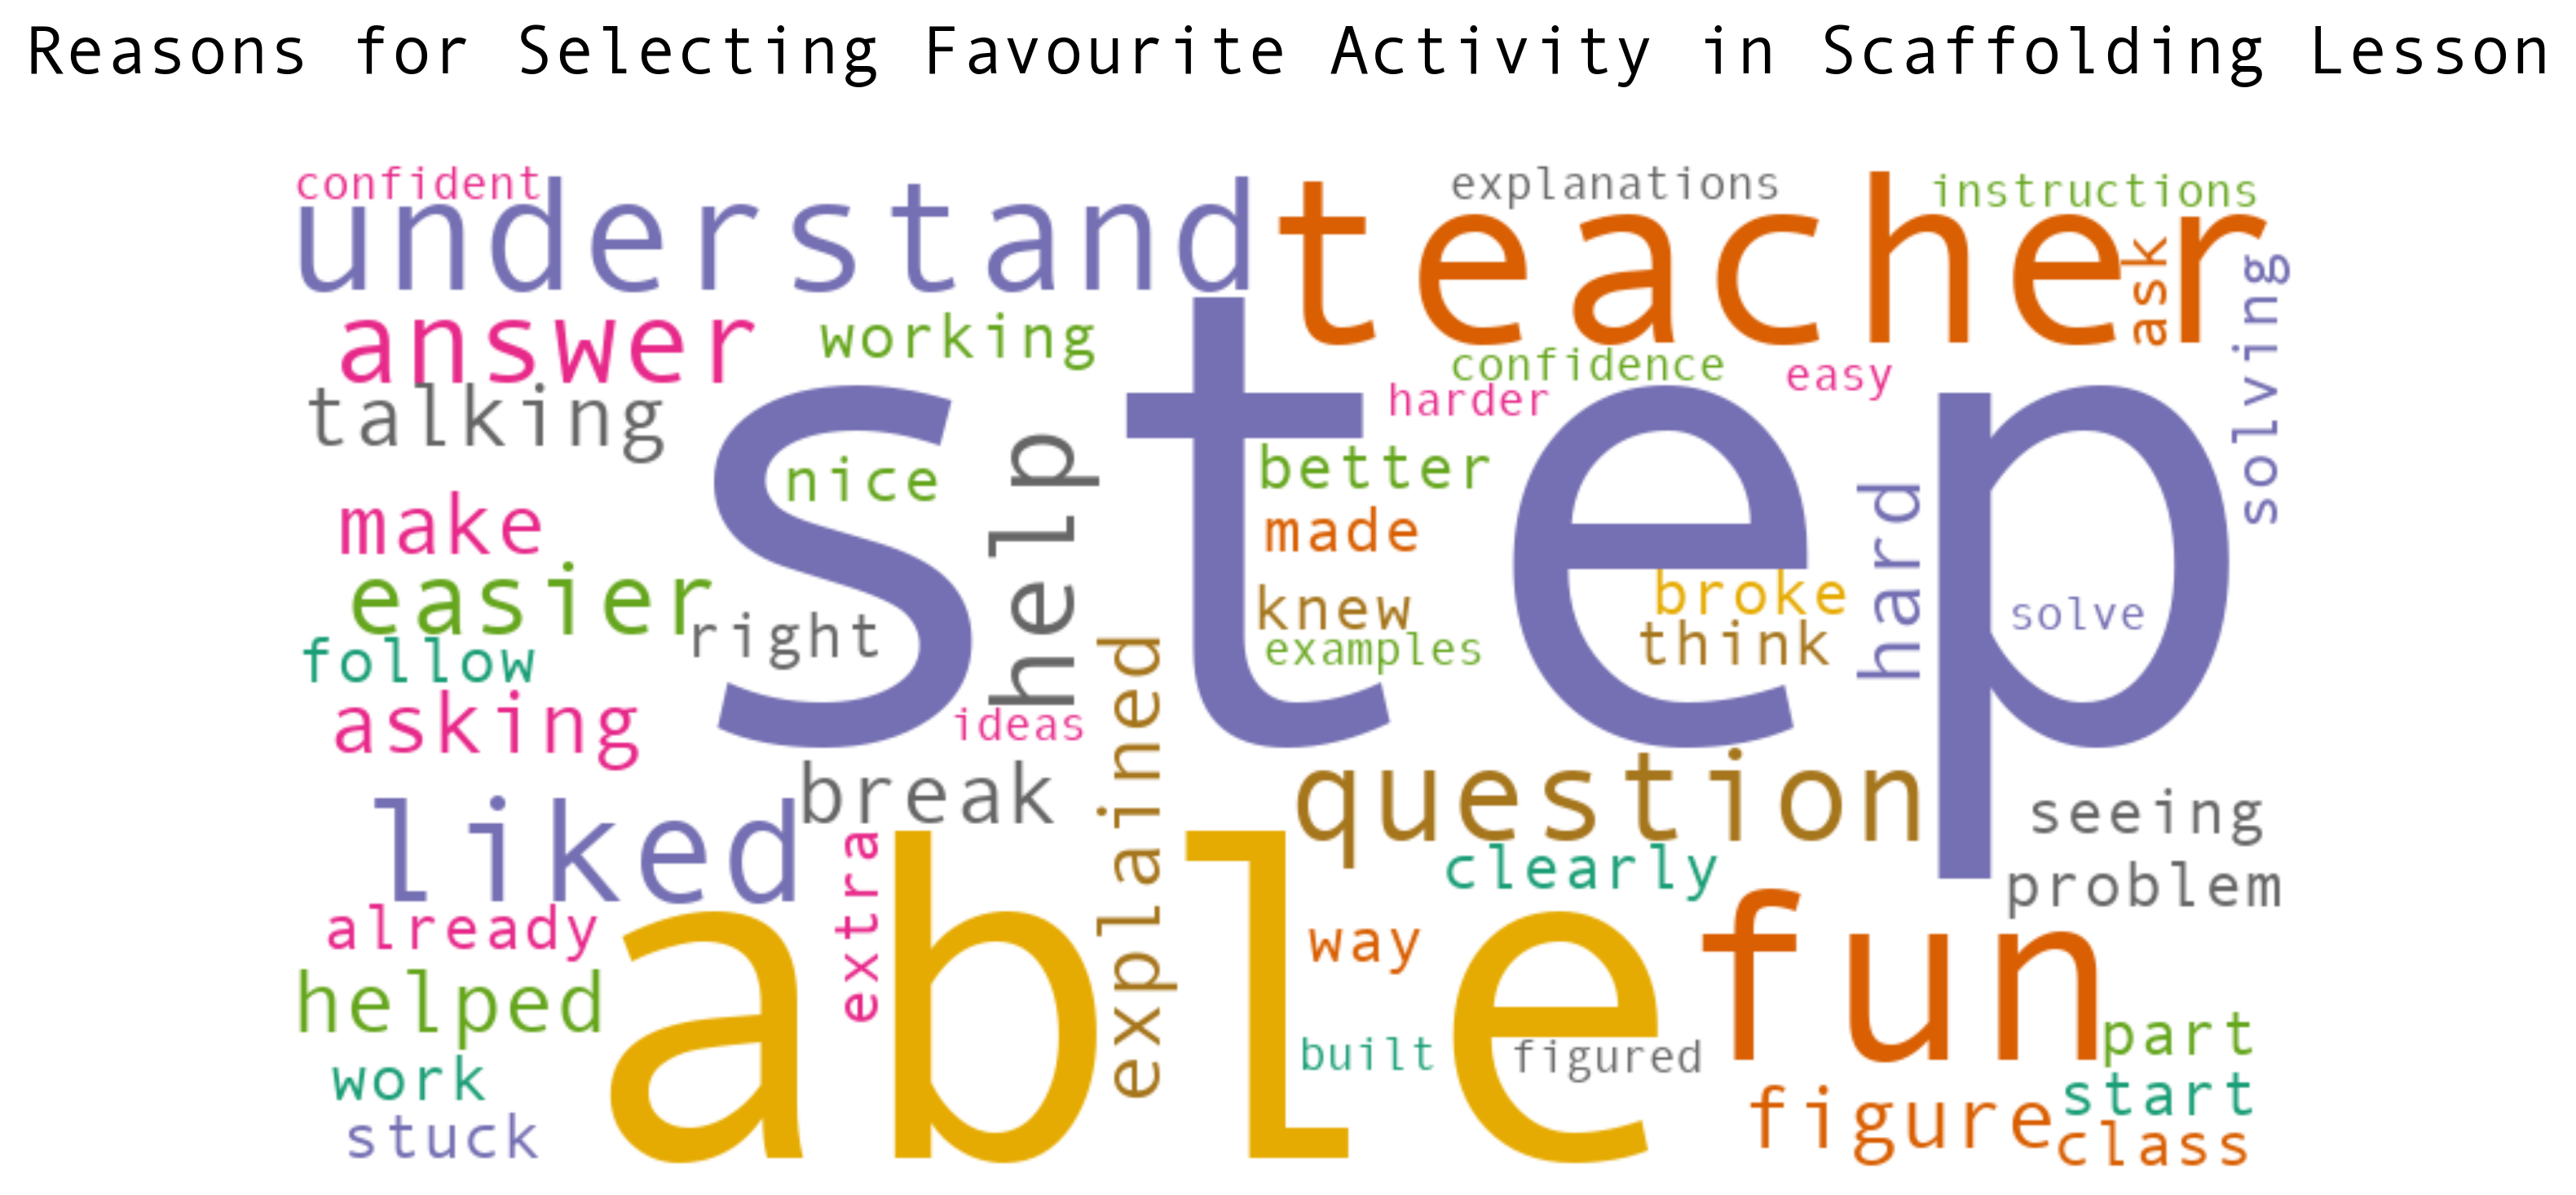 Reasons for Selecting Favourite Activity in Scaffolding Lesson
confident
understand
teacher
explanations
instructions
ask
solving
answer
working
confidence
easy
harder
talking
step
nice
help
better
make
made
hard
easier
right
knew
broke
solve
follow
examples
think
asking
ideas
explained
break
question
seeing
liked
extra
able
clearly
problem
already
way
fun
helped
built
figured
part
work
figure
start
stuck
class